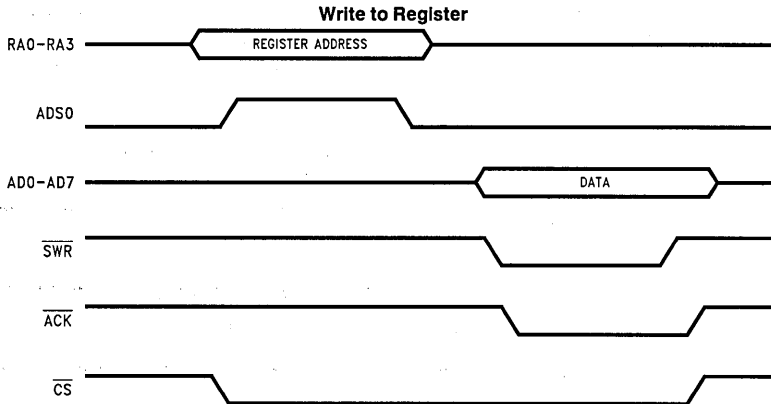 Write to Register
RA0-RA3
REGISTER ADDRESS
ADS0
AD0-AD7
DATA
SWR
ACK
CS